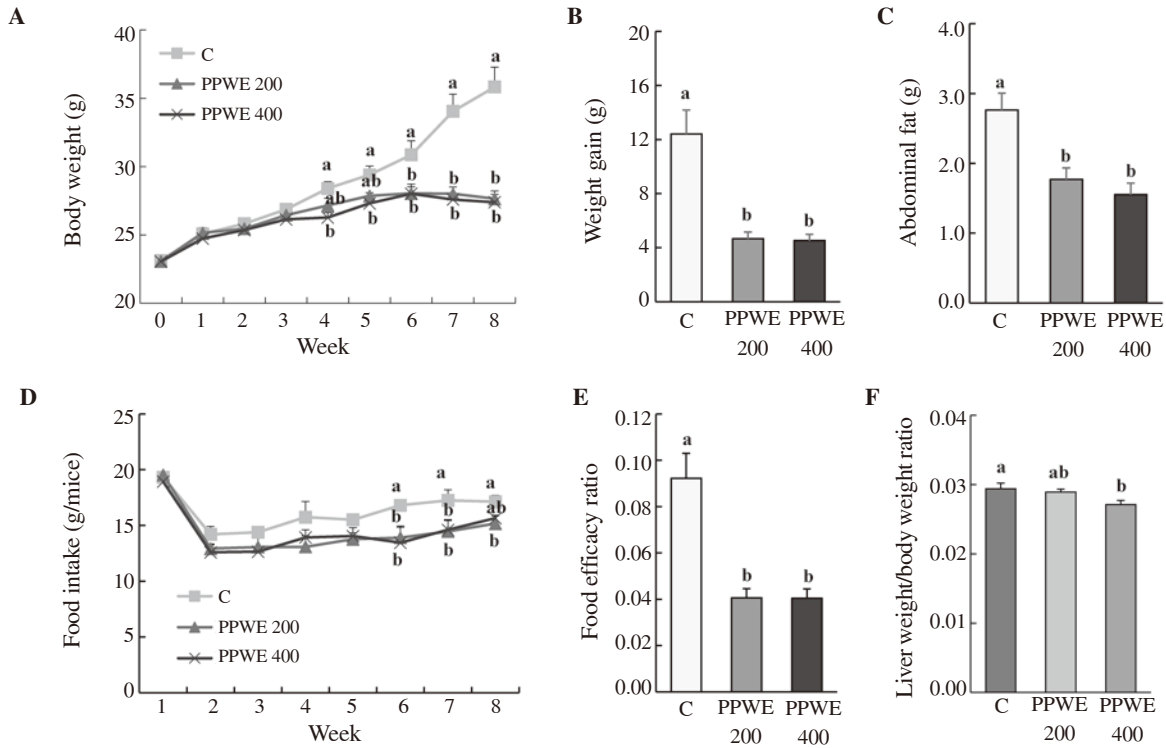 A
Body weight (g)
40
35
30
25
20
C
PPWE 200
PPWE 400
a
a
a
a
a
ab
ab
b
b
b
b
b
b
b
b
0 1 2 3 4 5 6 7 8
Week
B
Weight gain (g)
20
16
12
8
4
0
a
b
b
C
PPWE 200
PPWE 400
C
Abdominal fat (g)
4.0
3.0
2.0
1.0
0.0
a
b
b
C
PPWE 200
PPWE 400
D
Food intake (g/mice)
25
20
15
10
5
0
a
a
a
b
b
ab
b
b
b
C
PPWE 200
PPWE 400
1 2 3 4 5 6 7 8
Week
E
Food efficacy ratio
0.12
0.10
0.08
0.06
0.04
0.02
0.00
a
b
b
C
PPWE 200
PPWE 400
F
Liver weight/body weight ratio
0.04
0.03
0.02
0.01
0.00
a
ab
b
C
PPWE 200
PPWE 400